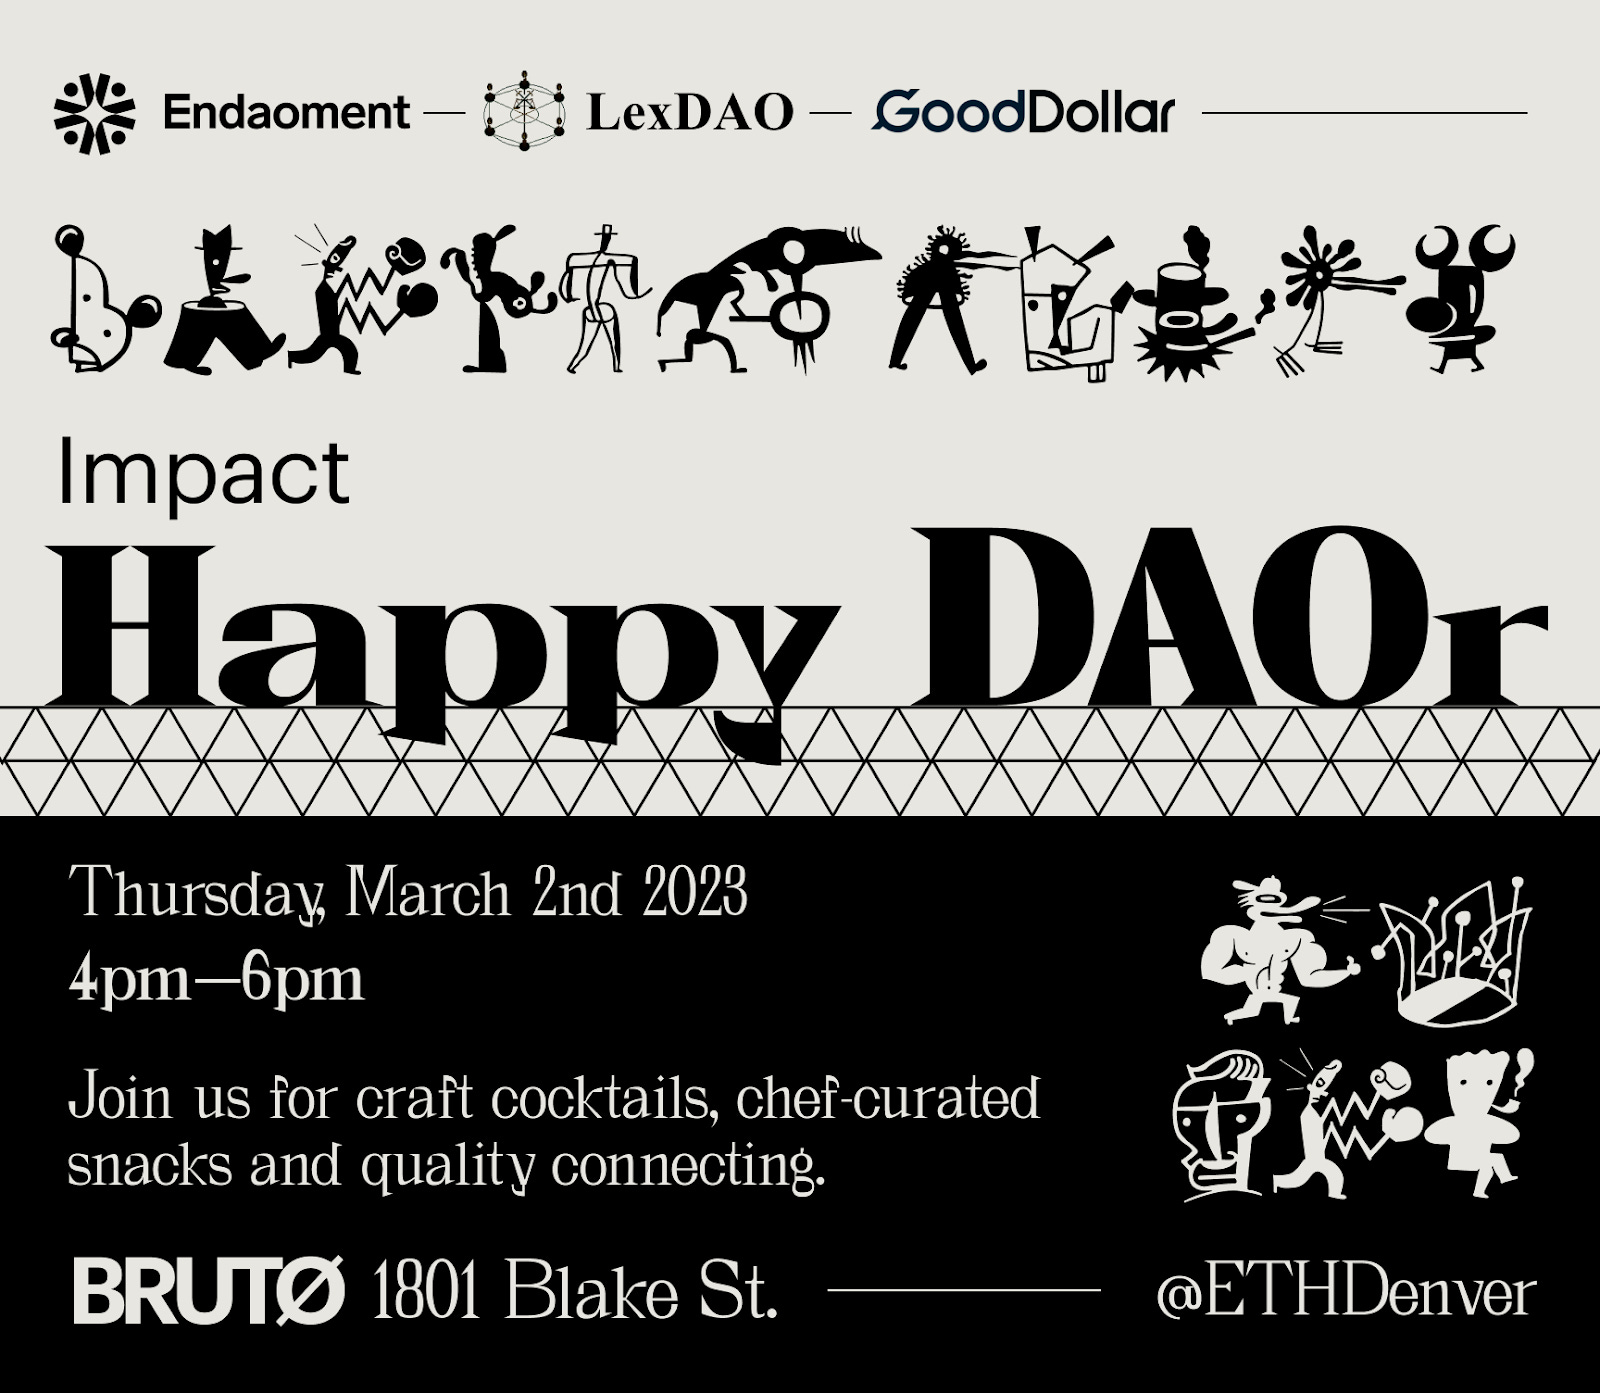 Endaoment — LexDAO — GoodDollar
Impact
Happy DAOr
Thursday, March 2nd 2023
4pm—6pm
Join us for craft cocktails, chef-curated
snacks and quality connecting.
BRUTØ 1801 Blake St. @ETHDenver